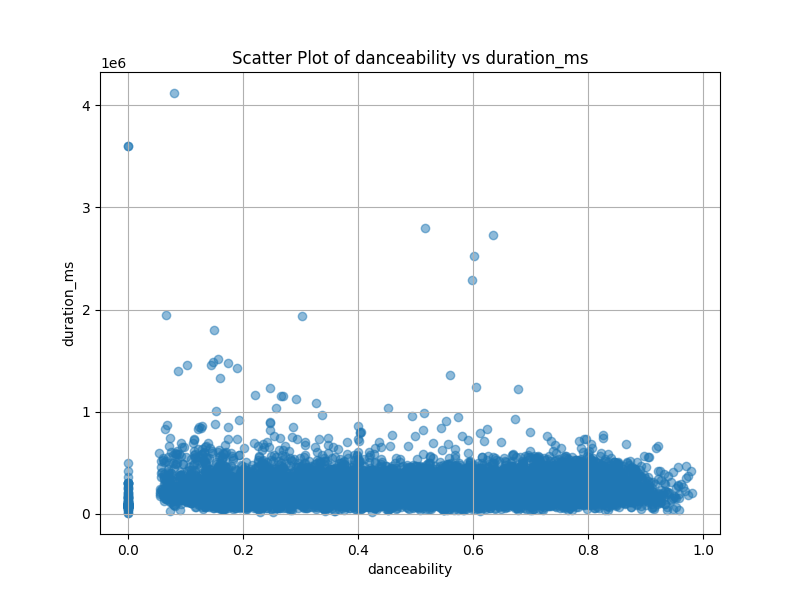 Scatter Plot of danceability vs duration_ms
1e6
4
3
2
1
0
duration_ms
0.0 0.2 0.4 0.6 0.8 1.0
danceability